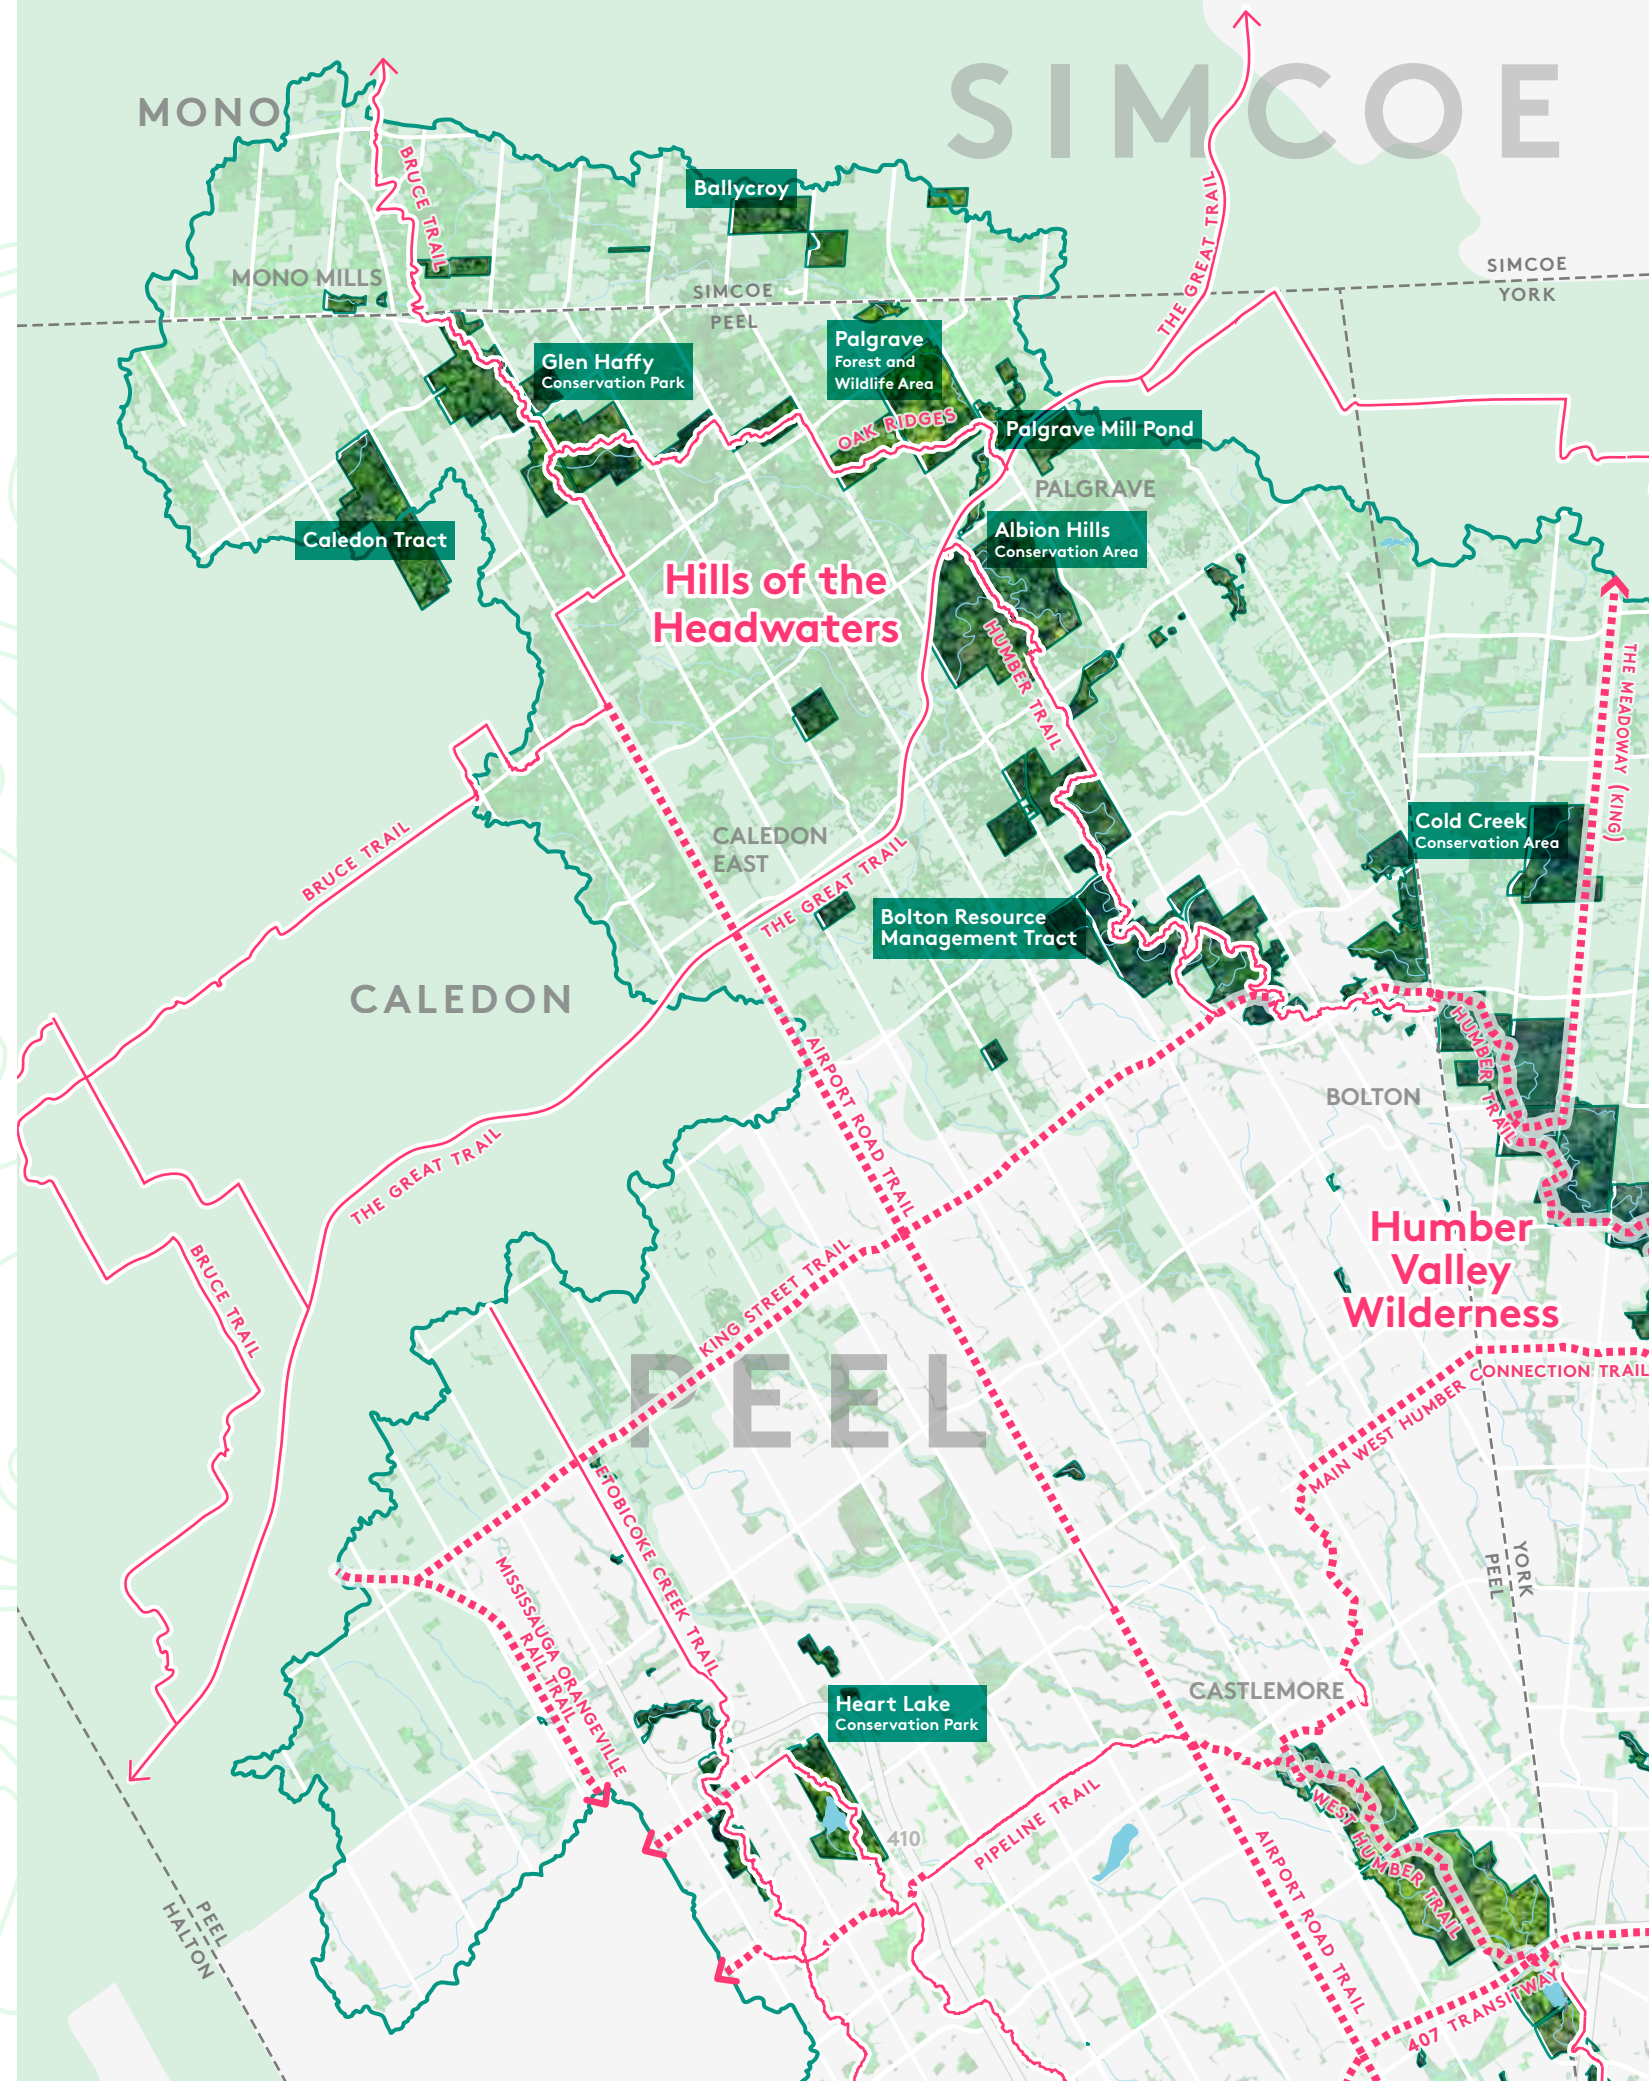 SIMCOE
MONO
BRUCE TRAIL
Ballycroy
THE GREAT TRAIL
MONO MILLS
SIMCOE
PEEL
SIMCOE
YORK
Palgrave
Forest and
Wildlife Area
Glen Haffy
Conservation Park
OAK RIDGES
Palgrave Mill Pond
PALGRAVE
Caledon Tract
Albion Hills
Conservation Area
Hills of the
Headwaters
HUMBER TRAIL
THE MEADOWAY (KING)
Cold Creek
Conservation Area
CALEDON
EAST
BRUCE TRAIL
THE GREAT TRAIL
Bolton Resource
Management Tract
CALEDON
HUMBER TRAIL
AIRPORT ROAD TRAIL
BOLTON
THE GREAT TRAIL
Humber
Valley
Wilderness
BRUCE TRAIL
KING STREET TRAIL
PEEL
MAIN WEST HUMBER CONNECTION TRAIL
ETOBICOKE CREEK TRAIL
MISSISSAUGA ORANGEVILLE
RAIL TRAIL
YORK
PEEL
CASTLEMORE
Heart Lake
Conservation Park
410
PIPELINE TRAIL
WEST HUMBER TRAIL
AIRPORT ROAD TRAIL
PEEL
HALTON
407 TRANSITWAY